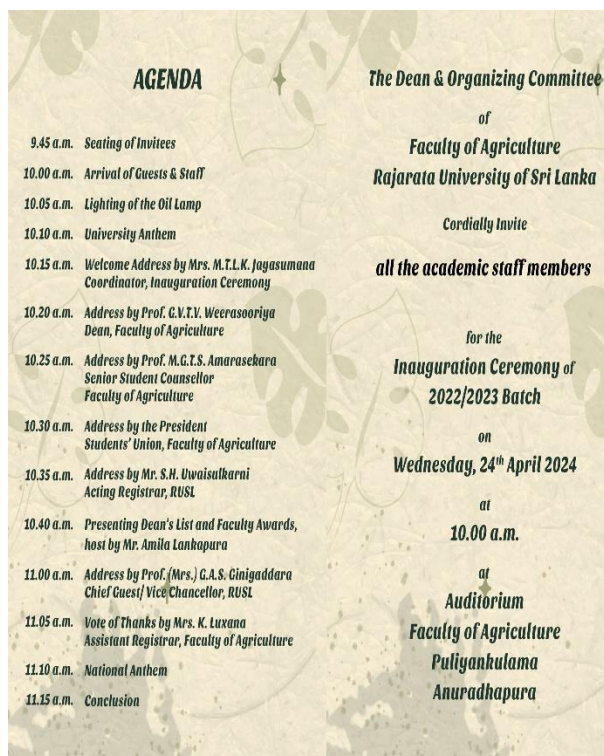 AGENDA
9.45 a.m. Seating of Invitees
10.00 a.m. Arrival of Guests & Staff
10.05 a.m. Lighting of the Oil Lamp
10.10 a.m. University Anthem
10.15 a.m. Welcome Address by Mrs. M.T.L.K. Jayasumana
Coordinator, Inauguration Ceremony
10.20 a.m. Address by Prof. G.V.T.V. Weerasooriya
Dean, Faculty of Agriculture
10.25 a.m. Address by Prof. M.G.T.S. Amarasekara
Senior Student Counsellor
Faculty of Agriculture
10.30 a.m. Address by the President
Students' Union, Faculty of Agriculture
10.35 a.m. Address by Mr. S.H. Uwaisulkarni
Acting Registrar, RUSL
10.40 a.m. Presenting Dean's List and Faculty Awards,
host by Mr. Amila Lankapura
11.00 a.m. Address by Prof. (Mrs.) G.A.S. Ginigaddara
Chief Guest/ Vice Chancellor, RUSL
11.05 a.m. Vote of Thanks by Mrs. K. Luxana
Assistant Registrar, Faculty of Agriculture
11.10 a.m. National Anthem
11.15 a.m. Conclusion
The Dean & Organizing Committee
of
Faculty of Agriculture
Rajarata University of Sri Lanka
Cordially Invite
all the academic staff members
for the
Inauguration Ceremony of
2022/2023 Batch
on
Wednesday, 24th April 2024
at
10.00 a.m.
at
Auditorium
Faculty of Agriculture
Puliyankulama
Anuradhapura